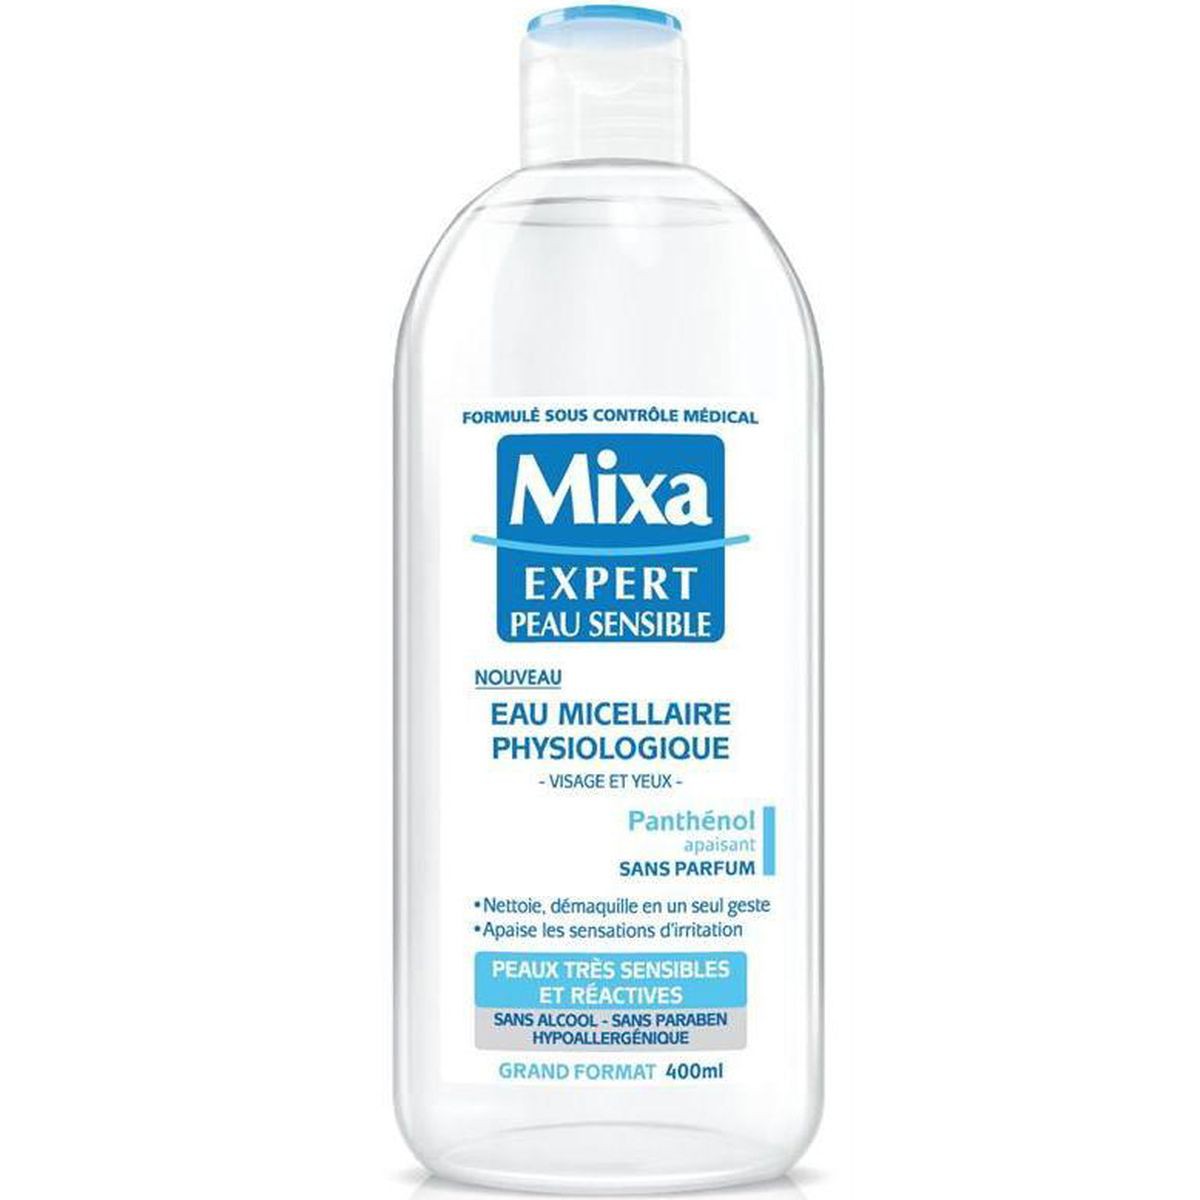 FORMULÉ SOUS CONTRÔLE MÉDICAL
Mixa
EXPERT
PEAU SENSIBLE
NOUVEAU
EAU MICELLAIRE
PHYSIOLOGIQUE
- VISAGE ET YEUX -
Panthénol
apaisant
SANS PARFUM
•Nettoie, démaquille en un seul geste
•Apaise les sensations d'irritation
PEAUX TRÈS SENSIBLES
ET RÉACTIVES
SANS ALCOOL - SANS PARABEN
HYPOALLERGÉNIQUE
GRAND FORMAT 400ml